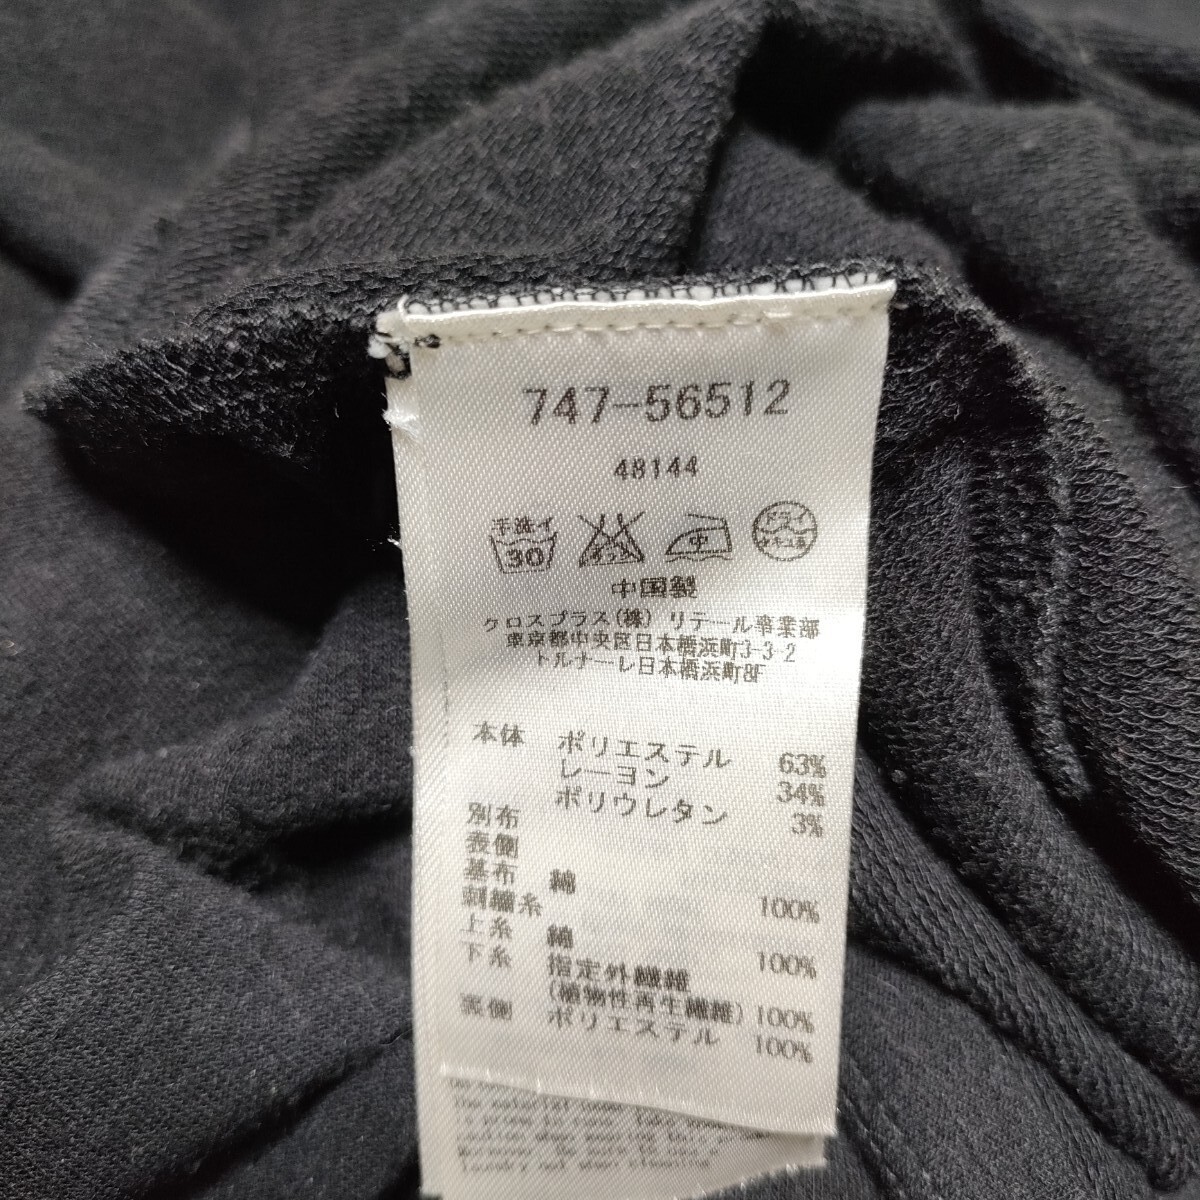 747-56512
48144
手洗イ
30
中
中国製
クロスプラス(株) リテール事業部
東京都中央区日本橋浜町3-3-2
トルナーレ日本橋浜町8F
本体 ポリエステル 63%
レーヨン 34%
ポリウレタン 3%
別布
表側
基布 綿 100%
刺繍糸
上糸 綿 100%
下糸 指定外繊維
(植物性再生繊維) 100%
裏側 ポリエステル 100%